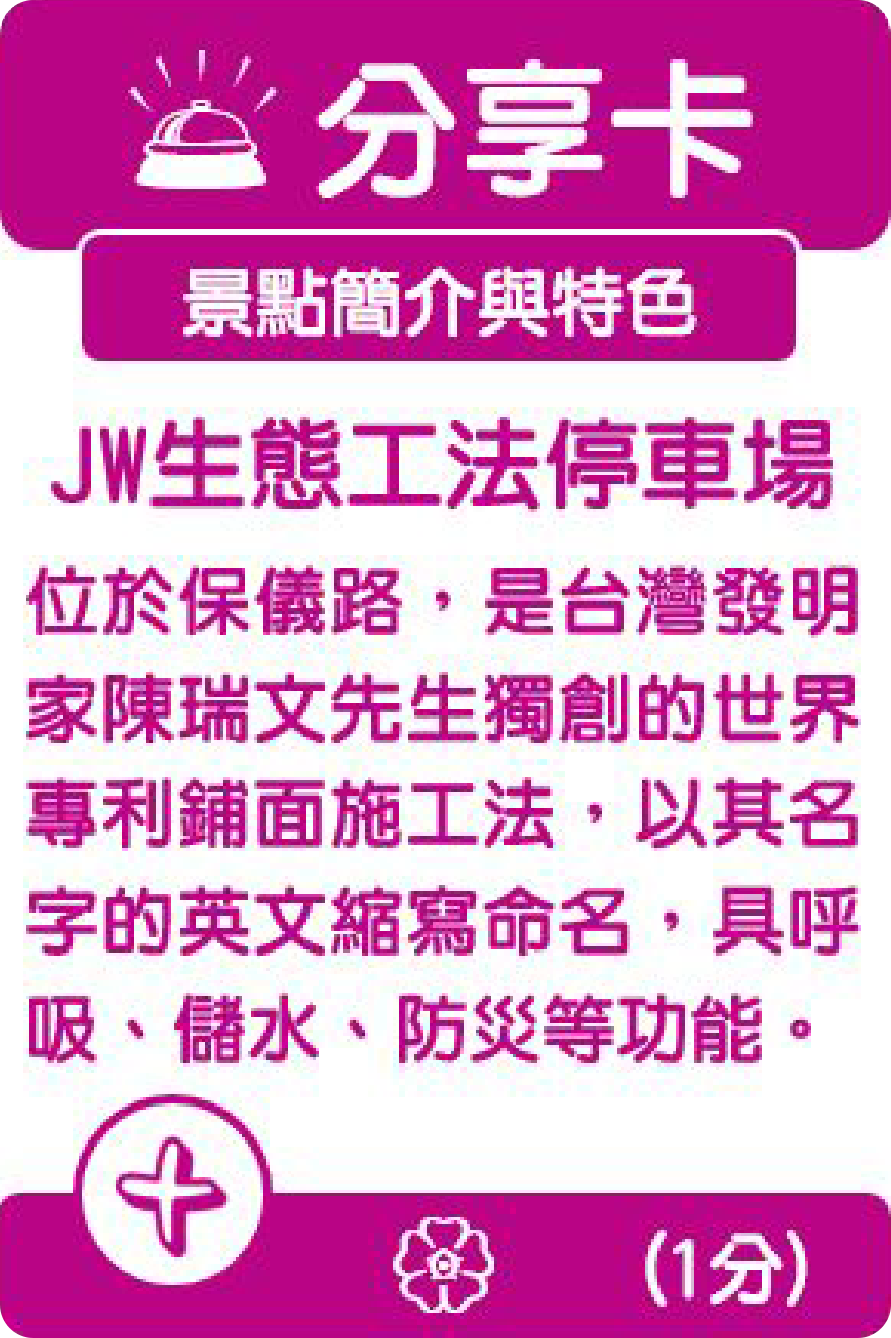 分享卡
景點簡介與特色
JW生態工法停車場
位於保儀路，是台灣發明
家陳瑞文先生獨創的世界
專利鋪面施工法，以其名
字的英文縮寫命名，具呼
吸、儲水、防災等功能。
(1分)